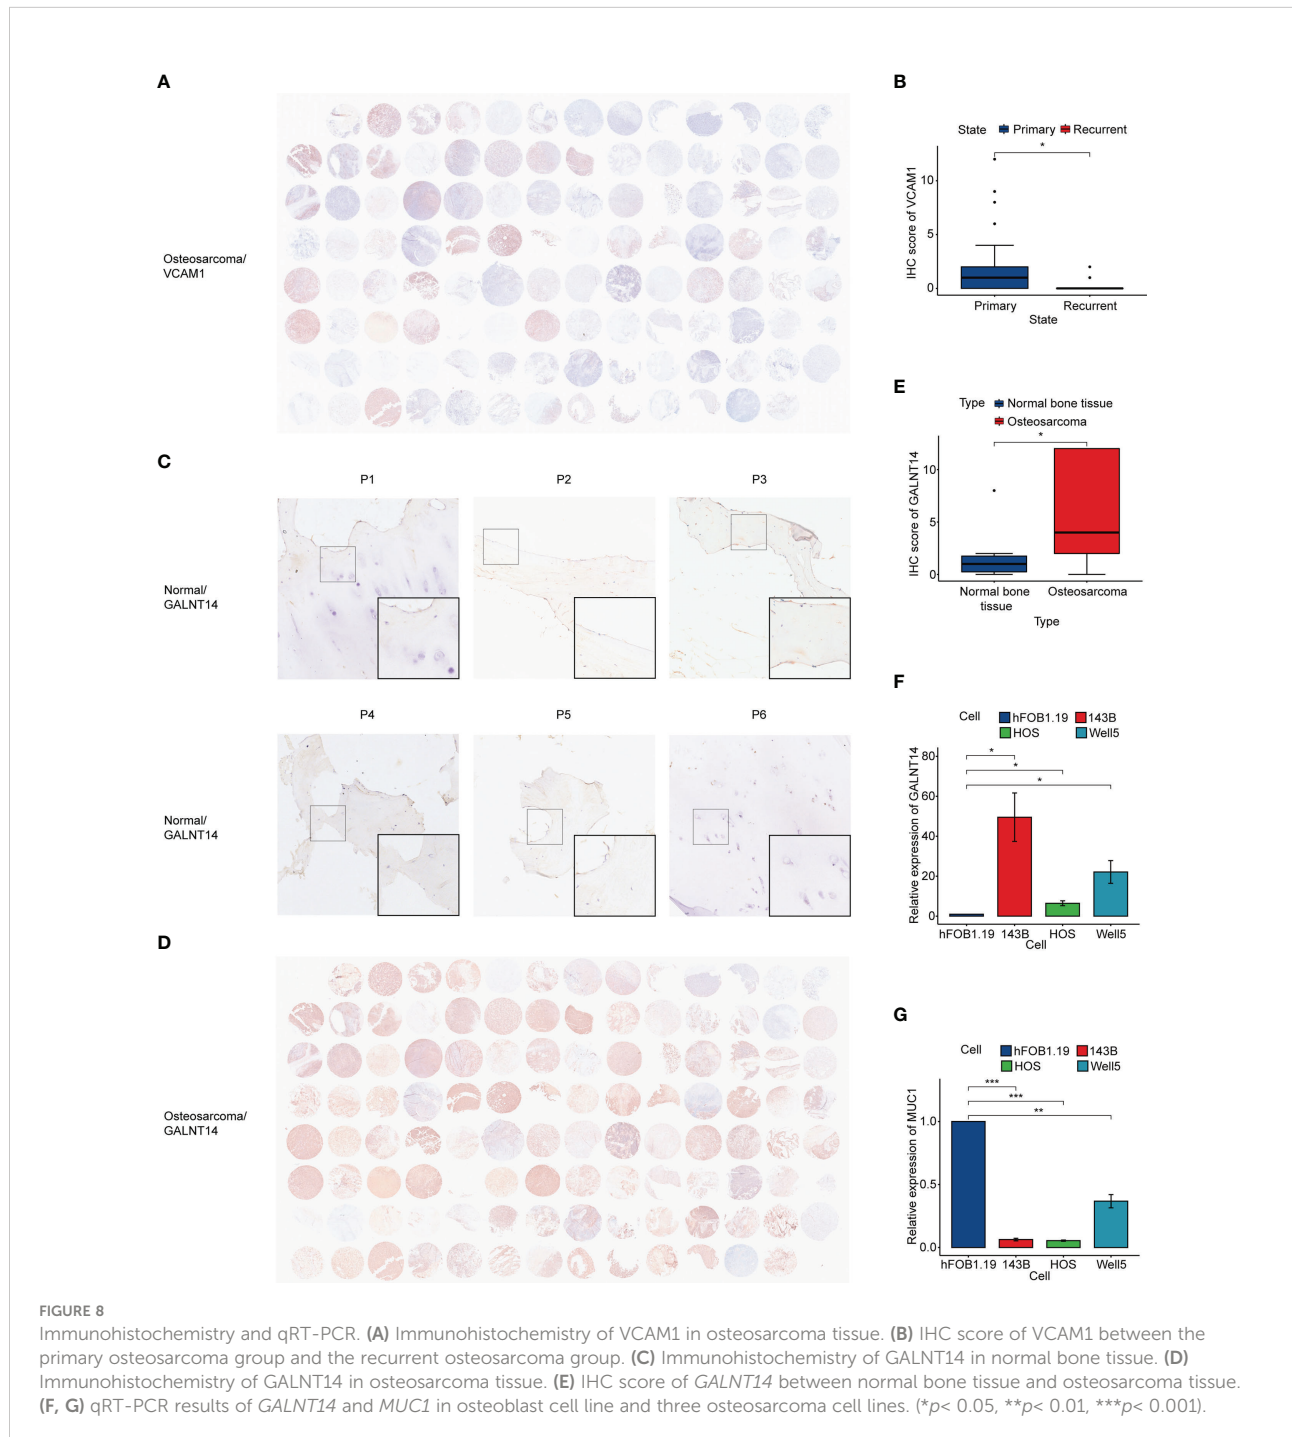 A
Osteosarcoma/
VCAM1
B
State Primary Recurrent
*
IHC score of VCAM1
10
5
0
Primary Recurrent
State
C
P1 P2 P3
Normal/
GALNT14
P4 P5 P6
Normal/
GALNT14
E
Type Normal bone tissue
Osteosarcoma
*
IHC score of GALNT14
10
5
0
Normal bone Osteosarcoma
tissue
Type
F
Cell hFOB1.19 143B
HOS Well5
80
60
40
20
0
*
*
*
Relative expression of GALNT14
hFOB1.19 143B HOS Well5
Cell
D
Osteosarcoma/
GALNT14
G
Cell hFOB1.19 143B
HOS Well5
***
***
**
Relative expression of MUC1
1.0
0.5
0.0
hFOB1.19 143B HOS Well5
Cell
FIGURE 8
Immunohistochemistry and qRT-PCR. (A) Immunohistochemistry of VCAM1 in osteosarcoma tissue. (B) IHC score of VCAM1 between the
primary osteosarcoma group and the recurrent osteosarcoma group. (C) Immunohistochemistry of GALNT14 in normal bone tissue. (D)
Immunohistochemistry of GALNT14 in osteosarcoma tissue. (E) IHC score of GALNT14 between normal bone tissue and osteosarcoma tissue.
(F, G) qRT-PCR results of GALNT14 and MUC1 in osteoblast cell line and three osteosarcoma cell lines. (*p< 0.05, **p< 0.01, ***p< 0.001).